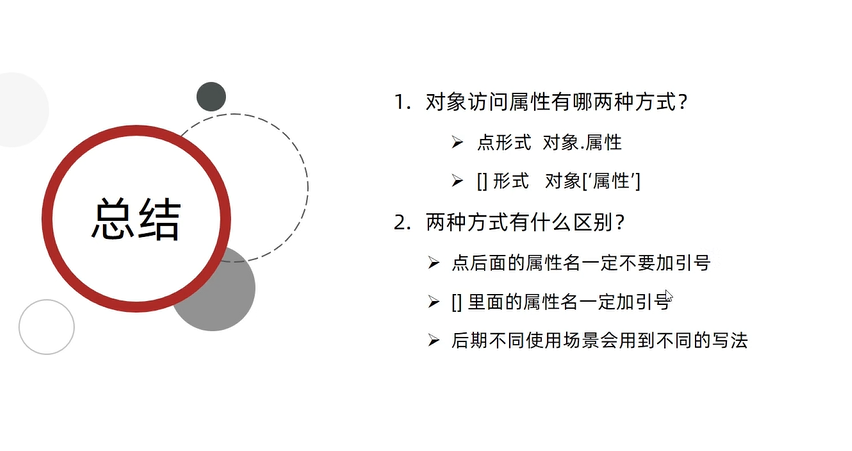 总结
1. 对象访问属性有哪两种方式？
➢ 点形式 对象.属性
➢ [] 形式 对象[‘属性’]
2. 两种方式有什么区别？
➢ 点后面的属性名一定不要加引号
➢ [] 里面的属性名一定加引号
➢ 后期不同使用场景会用到不同的写法